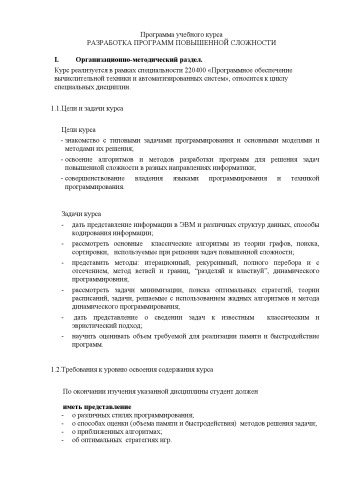 Программа учебного курса
РАЗРАБОТКА ПРОГРАММ ПОВЫШЕННОЙ СЛОЖНОСТИ
I. Организационно-методический раздел.
Курс реализуется в рамках специальности 220400 «Программное обеспечение
вычислительной техники и автоматизированных систем», относится к циклу
специальных дисциплин.
1.1.Цели и задачи курса
Цели курса
- знакомство с типовыми задачами программирования и основными моделями и
методами их решения;
- освоение алгоритмов и методов разработки программ для решения задач
повышенной сложности в разных направлениях информатики;
- совершенствование владения языками программирования и техникой
программирования.
Задачи курса
- дать представление информации в ЭВМ и различных структур данных, способы
кодирования информации;
- рассмотреть основные классические алгоритмы из теории графов, поиска,
сортировки, используемые при решении задач повышенной сложности;
- представить методы: итерационный, рекурсивный, полного перебора и с
отсечением, метод ветвей и границ, “разделяй и властвуй”, динамического
программирования;
- рассмотреть задачи минимизации, поиска оптимальных стратегий, теории
расписаний, задачи, решаемые с использованием жадных алгоритмов и метода
динамического программирования;
- дать представление о сведении задач к известным классическим и
эвристический подход;
- научить оценивать объем требуемой для реализации памяти и быстродействие
программ.
1.2.Требования к уровню освоения содержания курса
По окончании изучения указанной дисциплины студент должен
иметь представление
- о различных стилях программирования;
- о способах оценки (объема памяти и быстродействия) методов решения задачи;
- о приближенных алгоритмах;
- об оптимальных стратегиях игр.